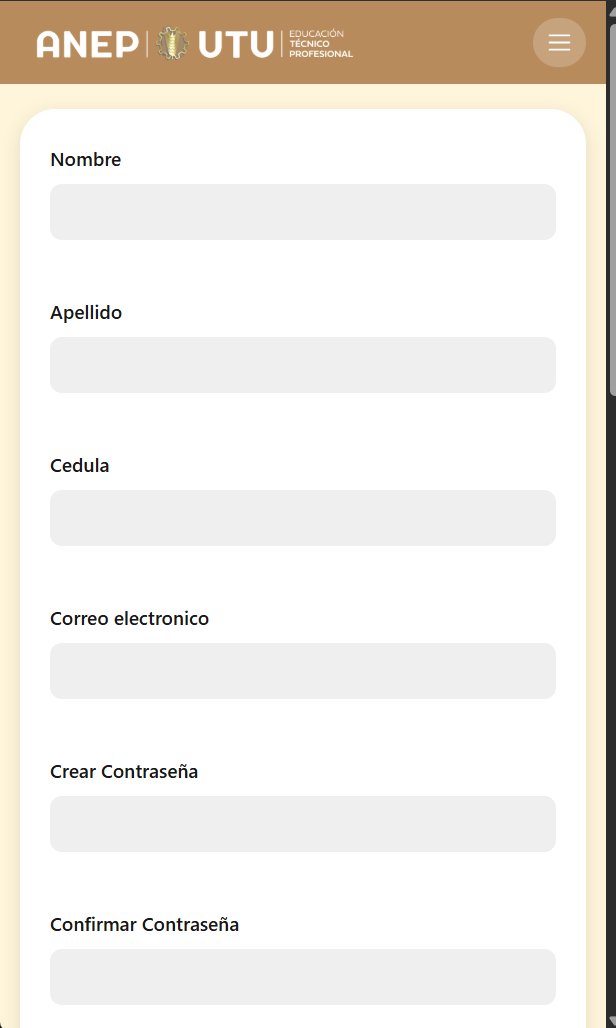 ANEP UTU EDUCACIÓN
TÉCNICO
PROFESIONAL
Nombre
Apellido
Cedula
Correo electronico
Crear Contraseña
Confirmar Contraseña